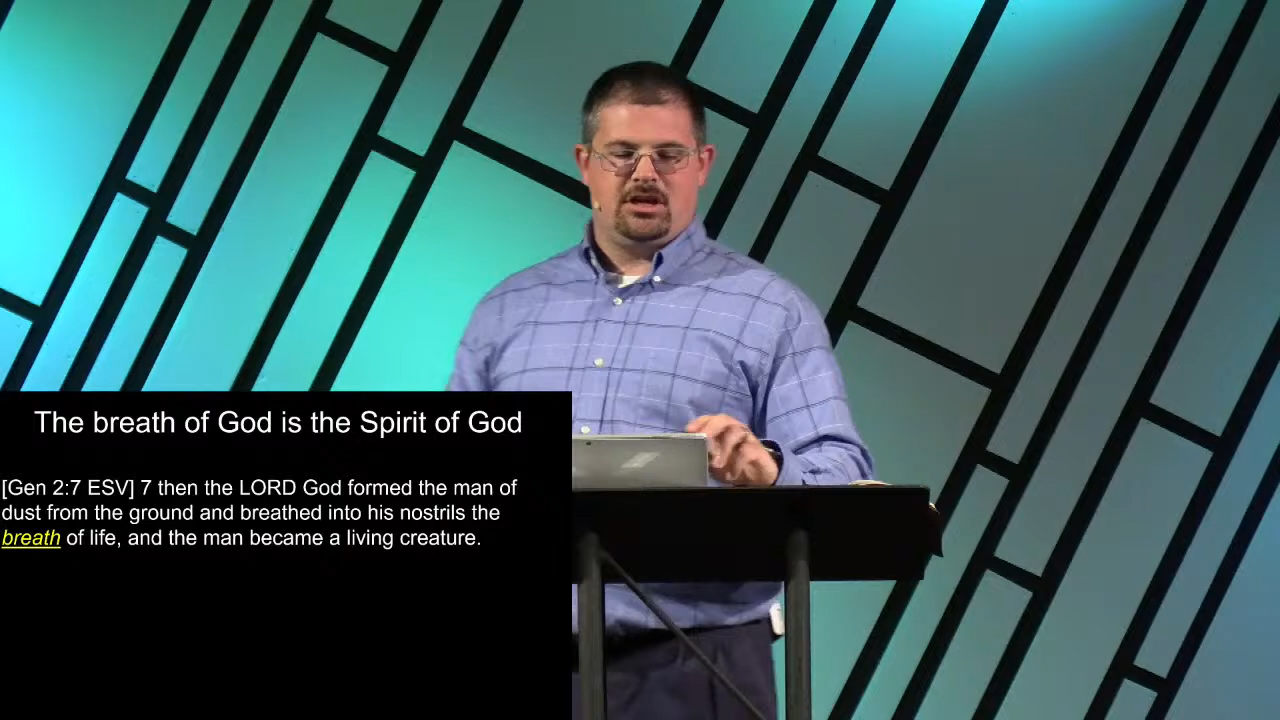 The breath of God is the Spirit of God
[Gen 2:7 ESV] 7 then the LORD God formed the man of
dust from the ground and breathed into his nostrils the
breath of life, and the man became a living creature.